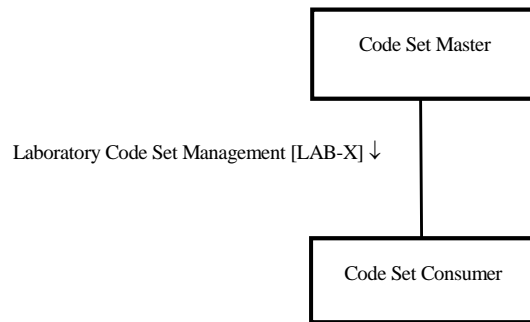 Code Set Master
Laboratory Code Set Management [LAB-X] ↓
Code Set Consumer